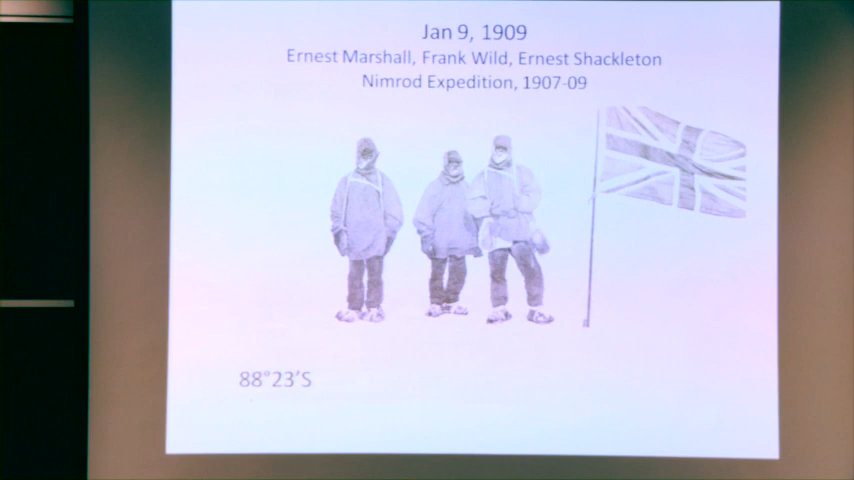 Jan 9, 1909
Ernest Marshall, Frank Wild, Ernest Shackleton
Nimrod Expedition, 1907-09
88°23'S